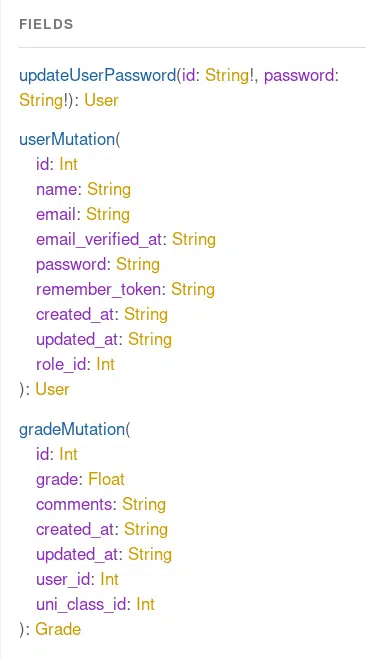 FIELDS
updateUserPassword(id: String!, password:
String!): User
userMutation(
id: Int
name: String
email: String
email_verified_at: String
password: String
remember_token: String
created_at: String
updated_at: String
role_id: Int
): User
gradeMutation(
id: Int
grade: Float
comments: String
created_at: String
updated_at: String
user_id: Int
uni_class_id: Int
): Grade